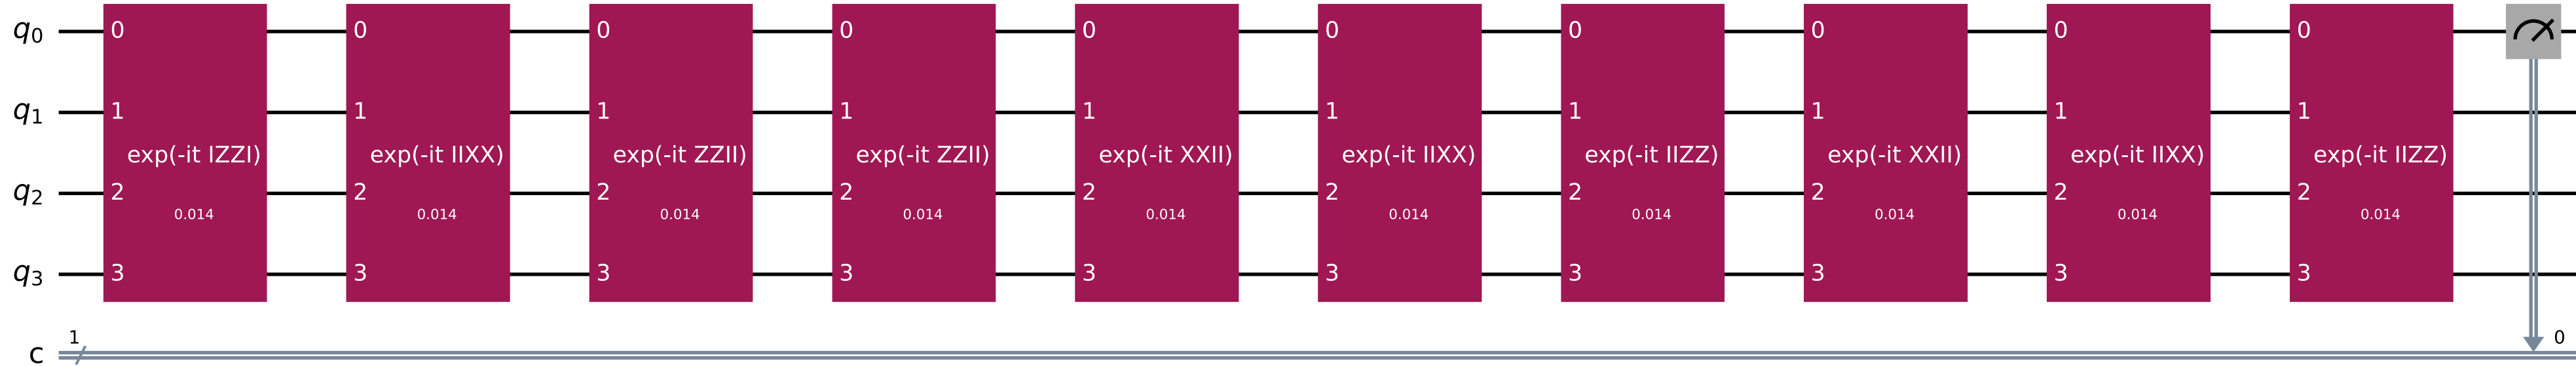 q0 0 0 0 0 0 0 0 0 0 0
q1 1 1 1 1 1 1 1 1 1 1
exp(-it IZZI) exp(-it IIXX) exp(-it ZZII) exp(-it ZZII) exp(-it XXII) exp(-it IIXX) exp(-it IIZZ) exp(-it XXII) exp(-it IIXX) exp(-it IIZZ)
q2 2 2 2 2 2 2 2 2 2 2
0.014 0.014 0.014 0.014 0.014 0.014 0.014 0.014 0.014 0.014
q3 3 3 3 3 3 3 3 3 3 3
1 0
c